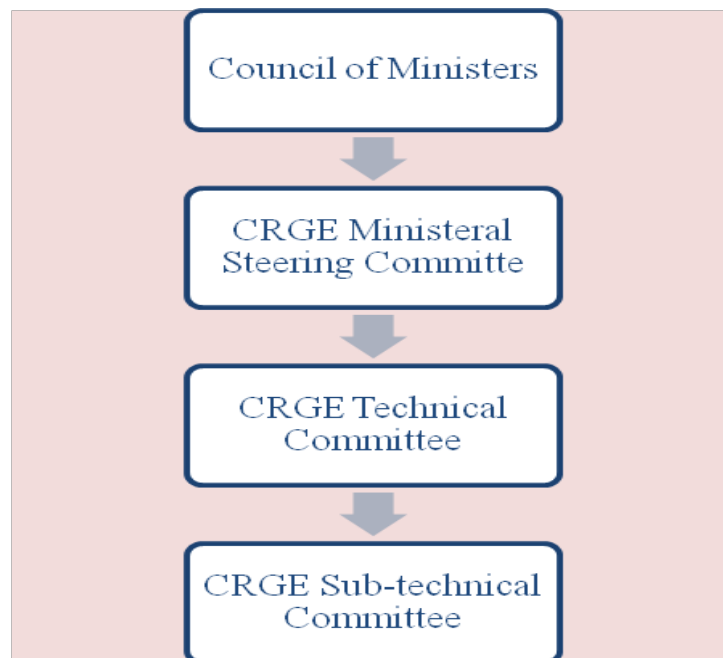 Council of Ministers
CRGE Ministeral
Steering Committe
CRGE Technical
Committee
CRGE Sub-technical
Committee